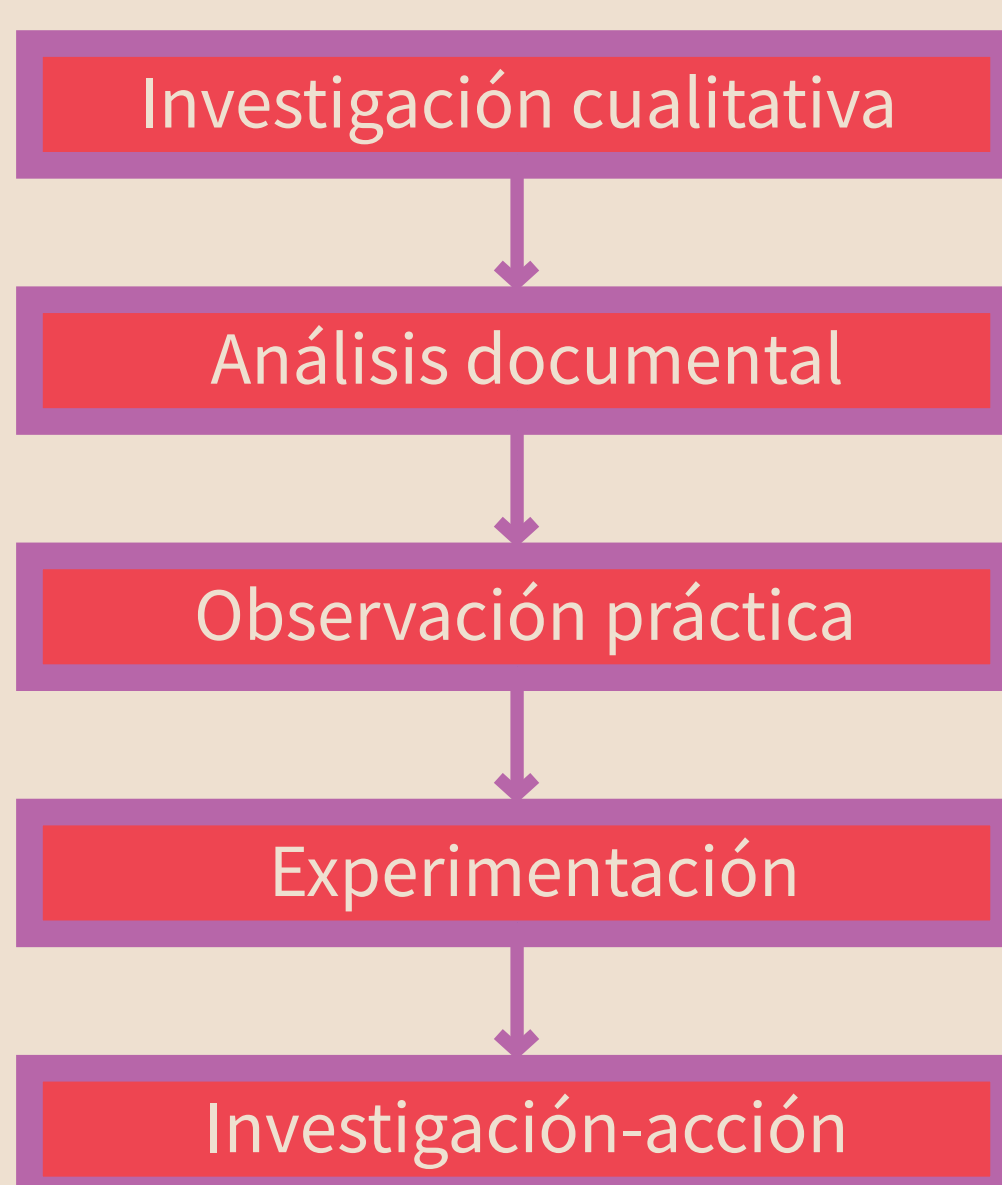 Investigación cualitativa
Análisis documental
Observación práctica
Experimentación
Investigación-acción